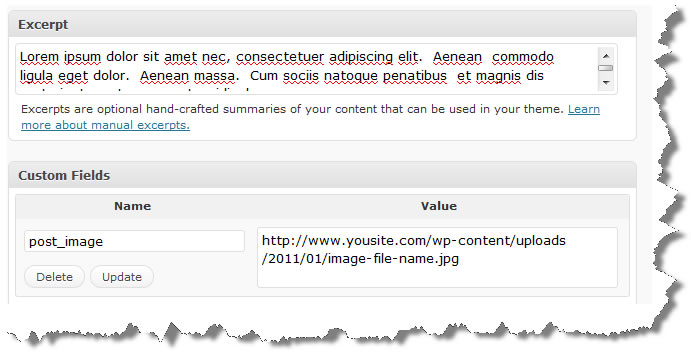 Excerpt
Lorem ipsum dolor sit amet nec, consectetuer adipiscing elit. Aenean commodo
ligula eget dolor. Aenean massa. Cum sociis natoque penatibus et magnis dis
Excerpts are optional hand-crafted summaries of your content that can be used in your theme. Learn
more about manual excerpts.
Custom Fields
Name Value
post_image
http://www.yousite.com/wp-content/uploads
/2011/01/image-file-name.jpg
Delete Update